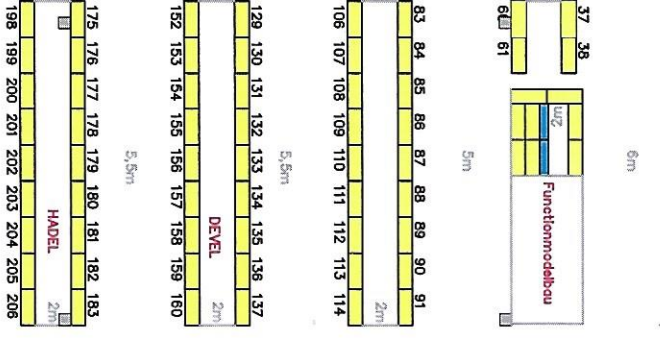 6m
37 38
2m
Functionmodelbau
61
5m
83 84 85 86 87 88 89 90 91
2m
106 107 108 109 110 111 112 113 114
5,5m
129 130 131 132 133 134 135 136 137
DEVEL 2m
152 153 154 155 156 157 158 159 160
5,5m
175 176 177 178 179 180 181 182 183
HADEL 2m
198 199 200 201 202 203 204 205 206